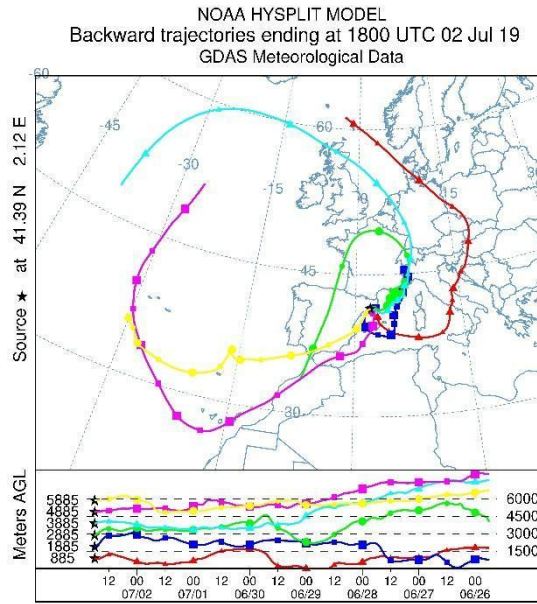 NOAA HYSPLIT MODEL
Backward trajectories ending at 1800 UTC 02 Jul 19
GDAS Meteorological Data
Source ★ at 41.39 N 2.12 E
-60
-45
-30
-15
60
15
45
30
Meters AGL
5885
4885
3885
2885
1885
885
6000
4500
3000
1500
12 00 12 00 12 00 12 00 12 00 12 00 12 00
07/02 07/01 06/30 06/29 06/28 06/27 06/26